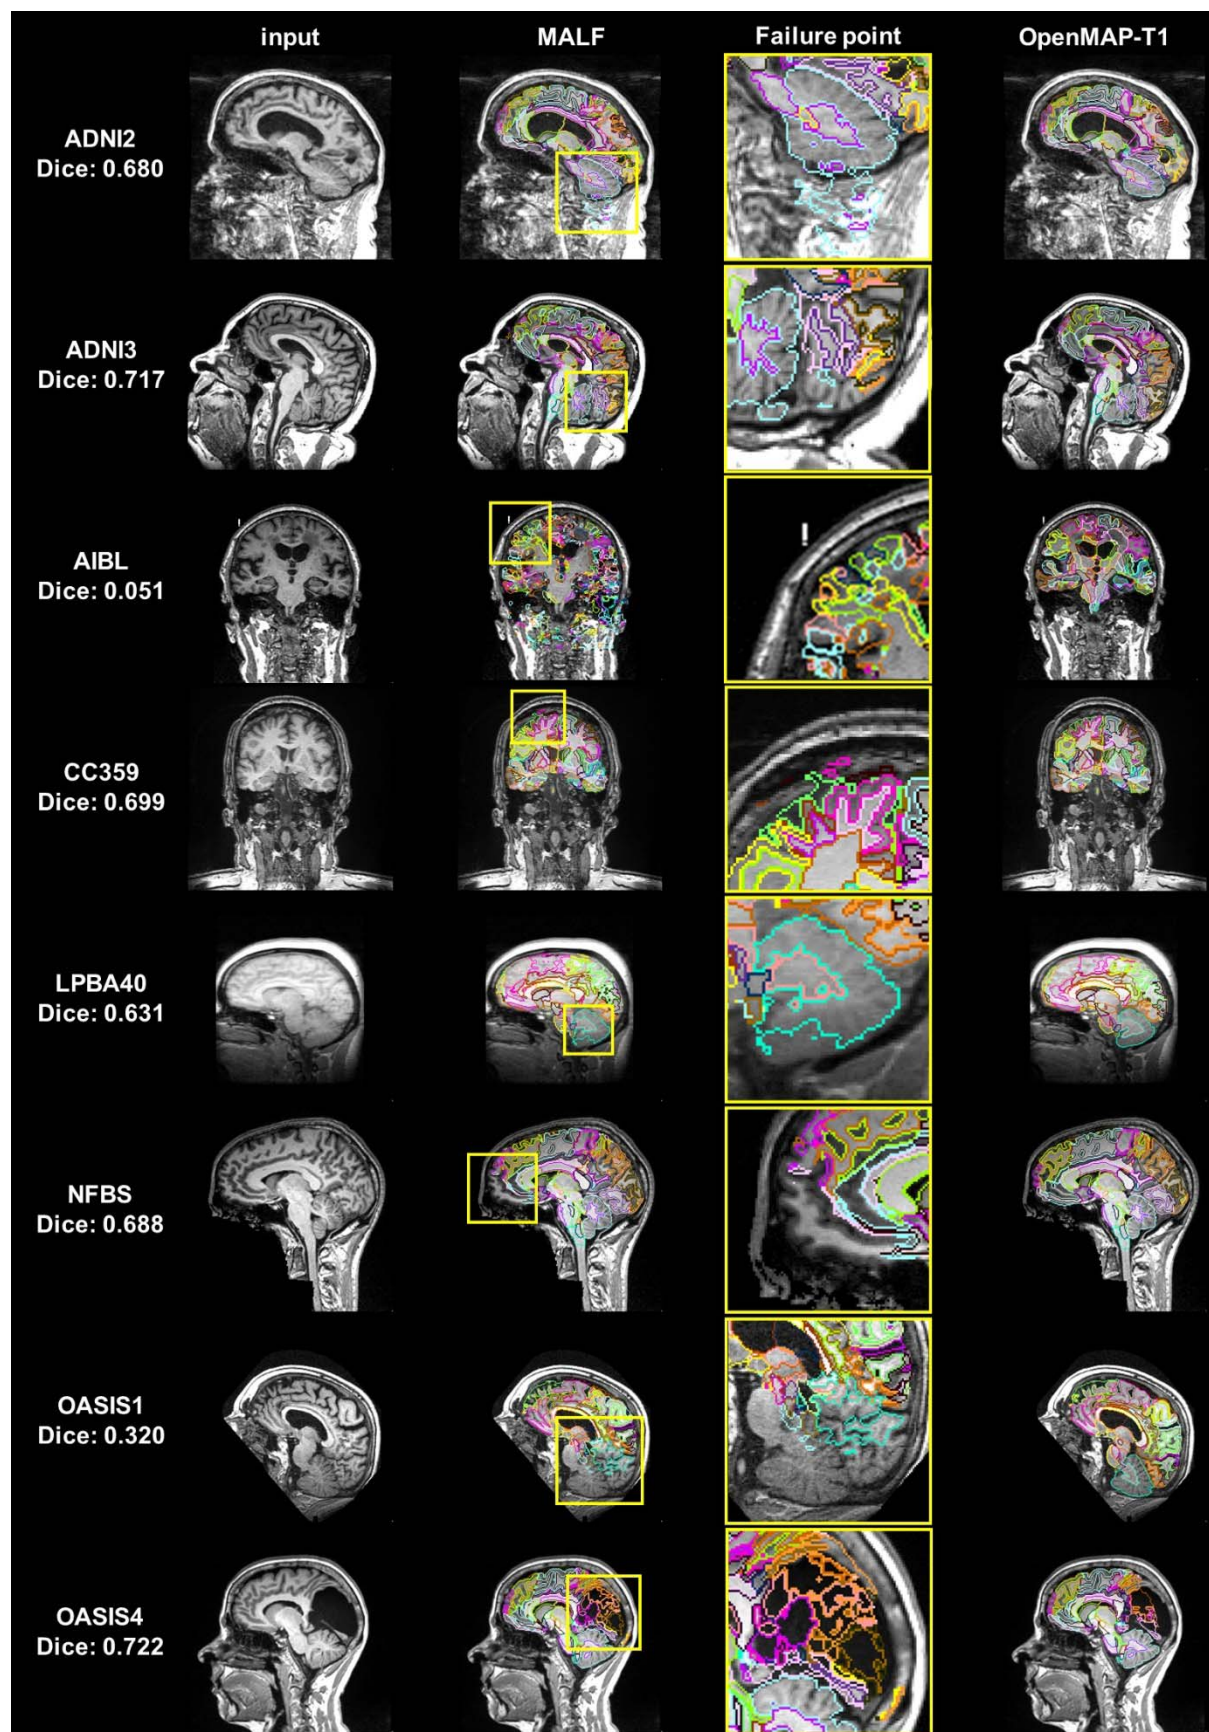 input MALF Failure point OpenMAP-T1
ADNI2
Dice: 0.680
ADNI3
Dice: 0.717
AIBL
Dice: 0.051
CC359
Dice: 0.699
LPBA40
Dice: 0.631
NFBS
Dice: 0.688
OASIS1
Dice: 0.320
OASIS4
Dice: 0.722